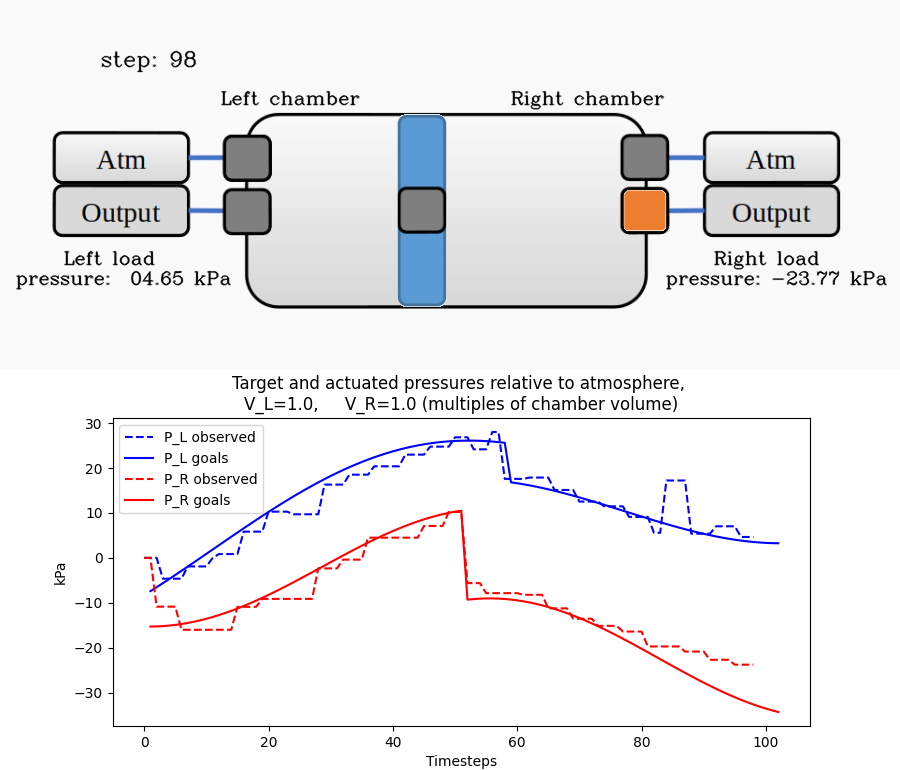 step: 98
Left chamber
Right chamber
Atm
Atm
Output
Output
Left load
pressure:  04.65 kPa
Right load
pressure: −23.77 kPa
Target and actuated pressures relative to atmosphere,
V_L=1.0,     V_R=1.0 (multiples of chamber volume)
P_L observed
P_L goals
P_R observed
P_R goals
kPa
30
20
10
0
−10
−20
−30
0
20
40
60
80
100
Timesteps